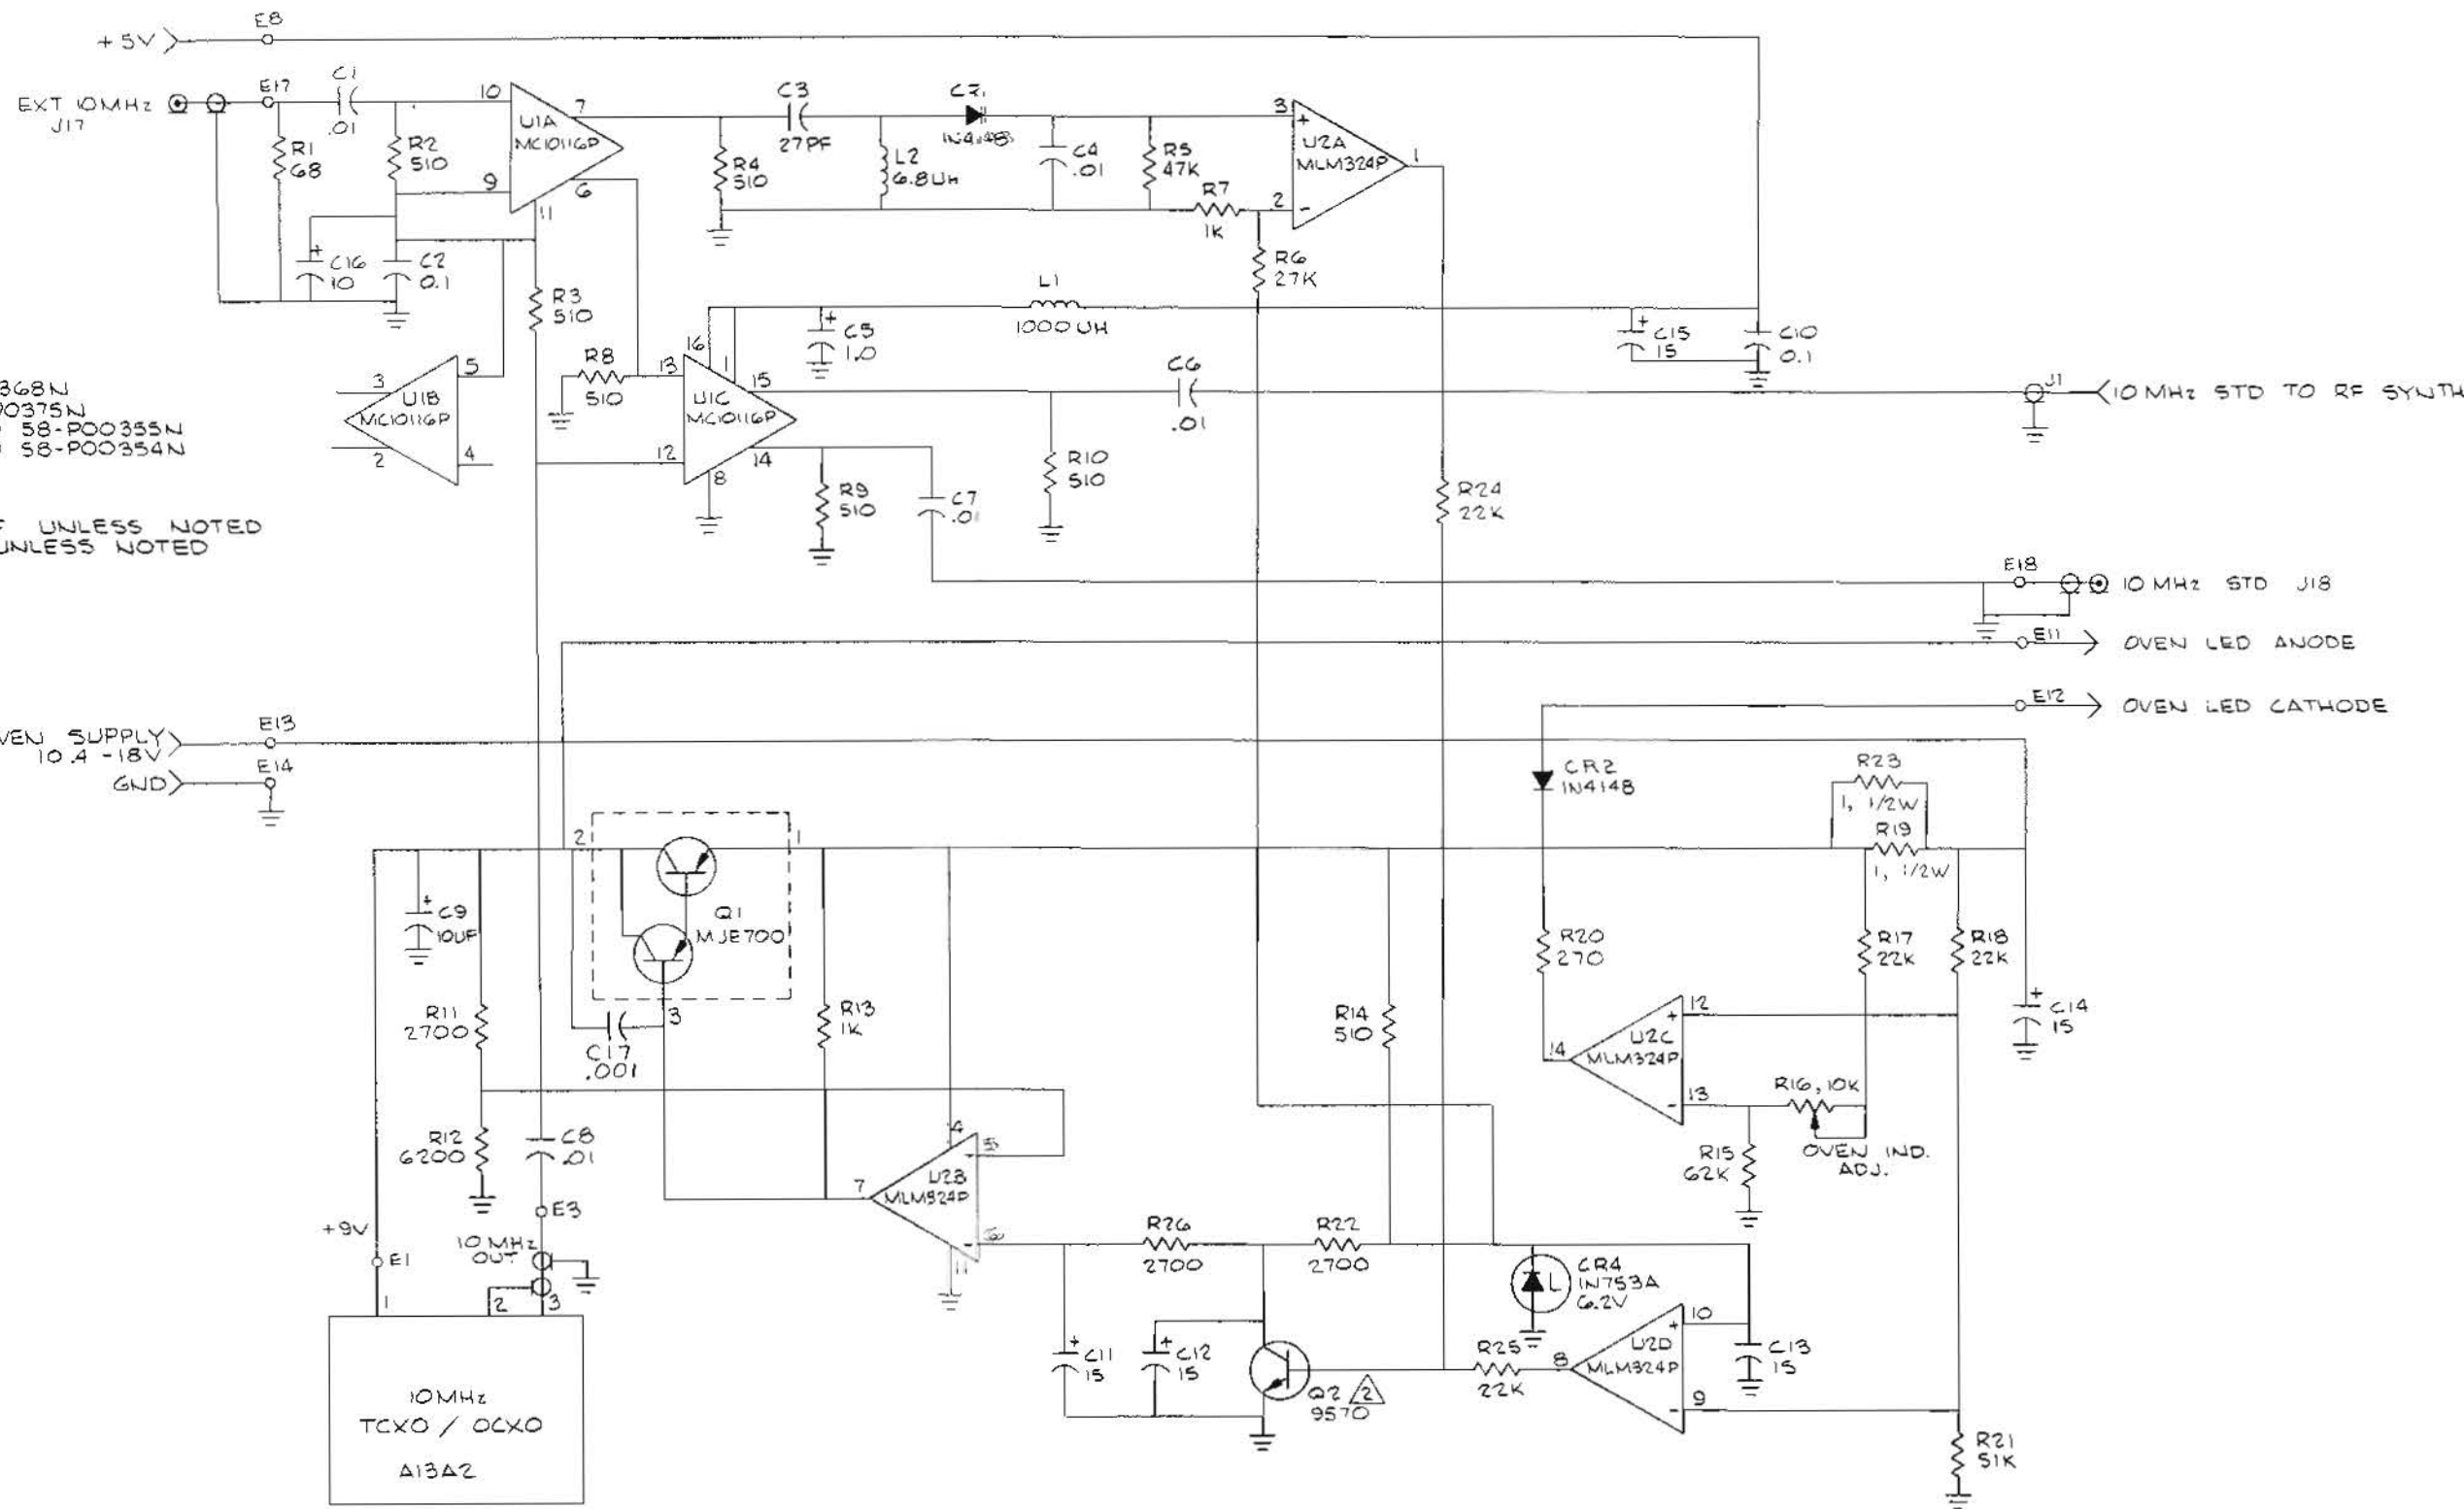 E8
+5V
EXT 10MHz
J17
E17
C1
.01
R1
68
R2
510
10
9
11
7
6
U1A
MC10116P
C16
10
C2
0.1
R3
510
R4
510
C3
27PF
L2
6.8UH
1N4148
C4
.01
R5
47K
R7
1K
3
+
2
-
1
U2A
MLM324P
R6
27K
L1
1000UH
C5
1.0
C15
15
C10
0.1
368N
00375N
58-P00355N
58-P00354N
UNLESS NOTED
UNLESS NOTED
3
2
5
4
U1B
MC10116P
R8
510
16
1
13
15
12
14
8
U1C
MC10116P
C6
.01
R10
510
R9
510
C7
.01
J1
10 MHz STD TO RF SYNTH
R24
22K
E18
10 MHz STD J18
E11
OVEN LED ANODE
E12
OVEN LED CATHODE
VEN SUPPLY
10.4 -18V
E13
GND
E14
CR2
1N4148
R23
1, 1/2W
R19
1, 1/2W
2
1
3
Q1
MJE700
C9
10UF
R11
2700
C17
.001
R13
1K
R14
510
R20
270
R17
22K
R18
22K
C14
15
12
+
13
-
14
U2C
MLM324P
R16, 10K
OVEN IND.
ADJ.
R15
62K
R12
6200
C8
.01
E3
+9V
E1
10 MHz
OUT
1
2
3
10MHz
TCXO / OCXO
A13A2
4
5
7
6
-
11
U2B
MLM324P
R26
2700
R22
2700
CR4
1N753A
6.2V
C11
15
C12
15
Q2
2
9570
R25
22K
8
10
+
9
-
U2D
MLM324P
C13
15
R21
51K